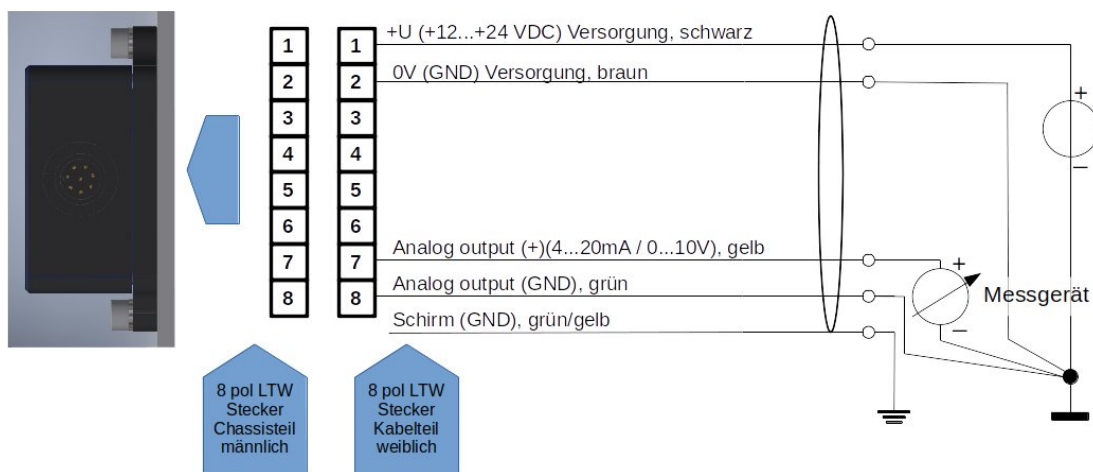 1 1 +U (+12...+24 VDC) Versorgung, schwarz
2 2 0V (GND) Versorgung, braun
+
3 3
4 4
–
5 5
6 6
7 7 Analog output (+)(4...20mA / 0...10V), gelb
+
8 8 Analog output (GND), grün
Messgerät
–
Schirm (GND), grün/gelb
8 pol LTW
Stecker
Chassisteil
männlich
8 pol LTW
Stecker
Kabelteil
weiblich